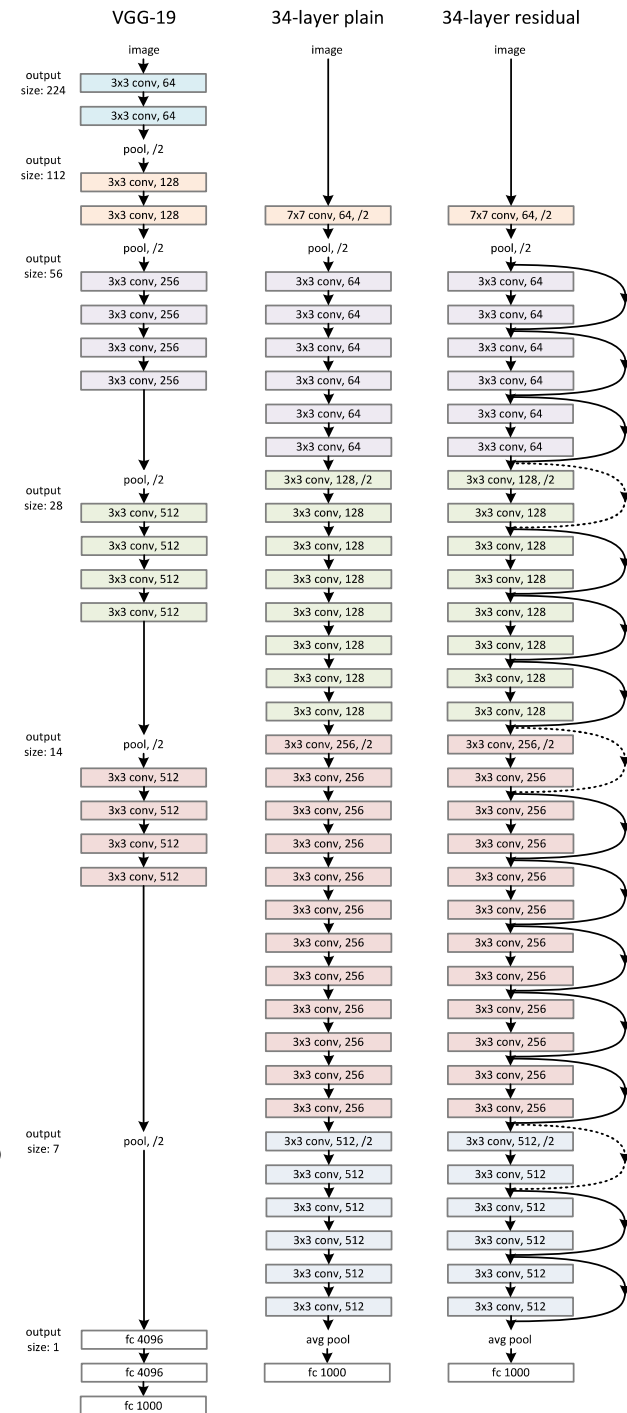 VGG-19
image
output
size: 224
3x3 conv, 64
3x3 conv, 64
pool, /2
output
size: 112
3x3 conv, 128
3x3 conv, 128
pool, /2
output
size: 56
3x3 conv, 256
3x3 conv, 256
3x3 conv, 256
3x3 conv, 256
pool, /2
output
size: 28
3x3 conv, 512
3x3 conv, 512
3x3 conv, 512
3x3 conv, 512
pool, /2
output
size: 14
3x3 conv, 512
3x3 conv, 512
3x3 conv, 512
3x3 conv, 512
pool, /2
output
size: 7
output
size: 1
fc 4096
fc 4096
fc 1000
34-layer plain
image
7x7 conv, 64, /2
pool, /2
3x3 conv, 64
3x3 conv, 64
3x3 conv, 64
3x3 conv, 64
3x3 conv, 64
3x3 conv, 64
3x3 conv, 128, /2
3x3 conv, 128
3x3 conv, 128
3x3 conv, 128
3x3 conv, 128
3x3 conv, 128
3x3 conv, 128
3x3 conv, 128
3x3 conv, 256, /2
3x3 conv, 256
3x3 conv, 256
3x3 conv, 256
3x3 conv, 256
3x3 conv, 256
3x3 conv, 256
3x3 conv, 256
3x3 conv, 256
3x3 conv, 256
3x3 conv, 256
3x3 conv, 256
3x3 conv, 512, /2
3x3 conv, 512
3x3 conv, 512
3x3 conv, 512
3x3 conv, 512
3x3 conv, 512
avg pool
fc 1000
34-layer residual
image
7x7 conv, 64, /2
pool, /2
3x3 conv, 64
3x3 conv, 64
3x3 conv, 64
3x3 conv, 64
3x3 conv, 64
3x3 conv, 64
3x3 conv, 128, /2
3x3 conv, 128
3x3 conv, 128
3x3 conv, 128
3x3 conv, 128
3x3 conv, 128
3x3 conv, 128
3x3 conv, 128
3x3 conv, 256, /2
3x3 conv, 256
3x3 conv, 256
3x3 conv, 256
3x3 conv, 256
3x3 conv, 256
3x3 conv, 256
3x3 conv, 256
3x3 conv, 256
3x3 conv, 256
3x3 conv, 256
3x3 conv, 256
3x3 conv, 512, /2
3x3 conv, 512
3x3 conv, 512
3x3 conv, 512
3x3 conv, 512
3x3 conv, 512
avg pool
fc 1000